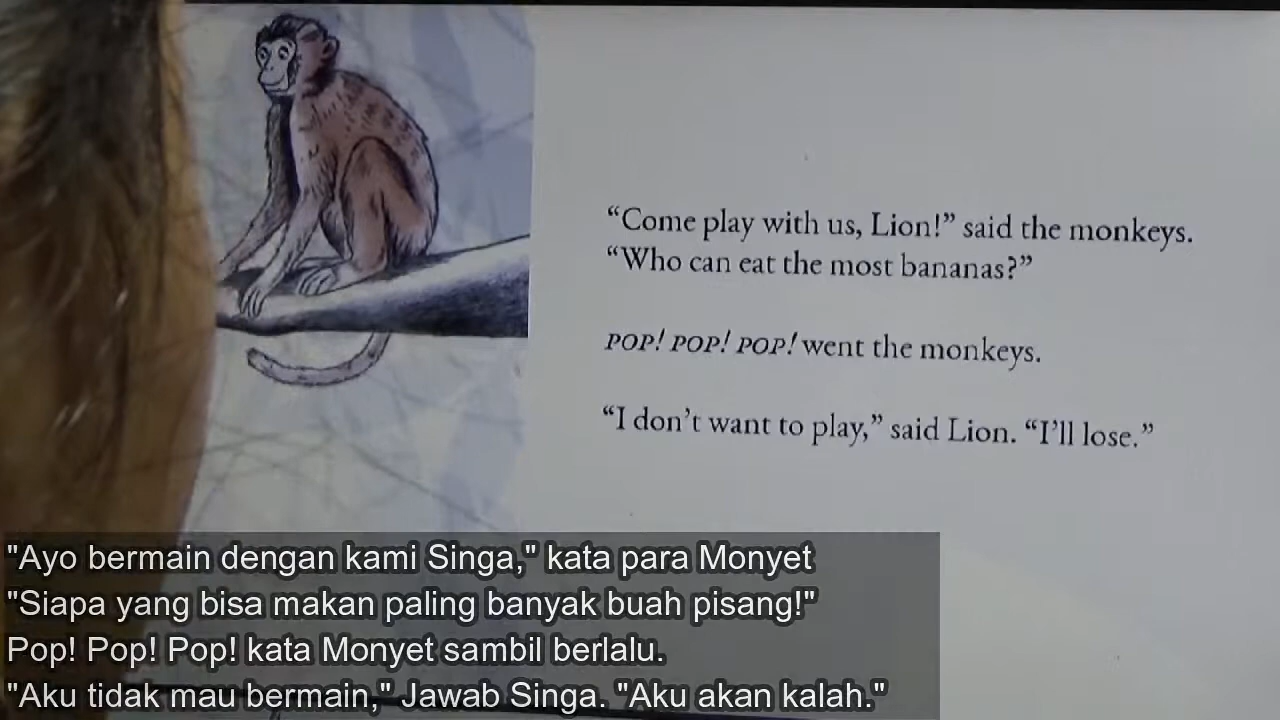 “Come play with us, Lion!” said the monkeys.
“Who can eat the most bananas?”
POP! POP! POP! went the monkeys.
“I don’t want to play,” said Lion. “I’ll lose.”
"Ayo bermain dengan kami Singa," kata para Monyet
"Siapa yang bisa makan paling banyak buah pisang!"
Pop! Pop! Pop! kata Monyet sambil berlalu.
"Aku tidak mau bermain," Jawab Singa. "Aku akan kalah."